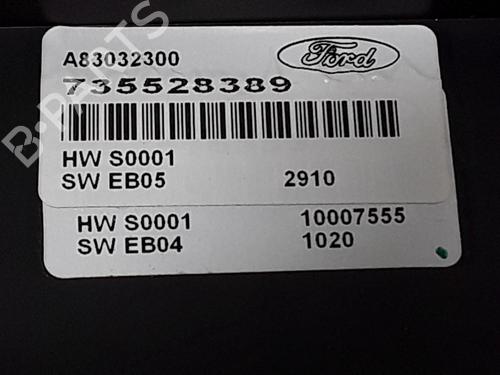 A83032300
Ford
735528389
HW S0001
SW EB05 2910
HW S0001 10007555
SW EB04 1020
B-PARTS